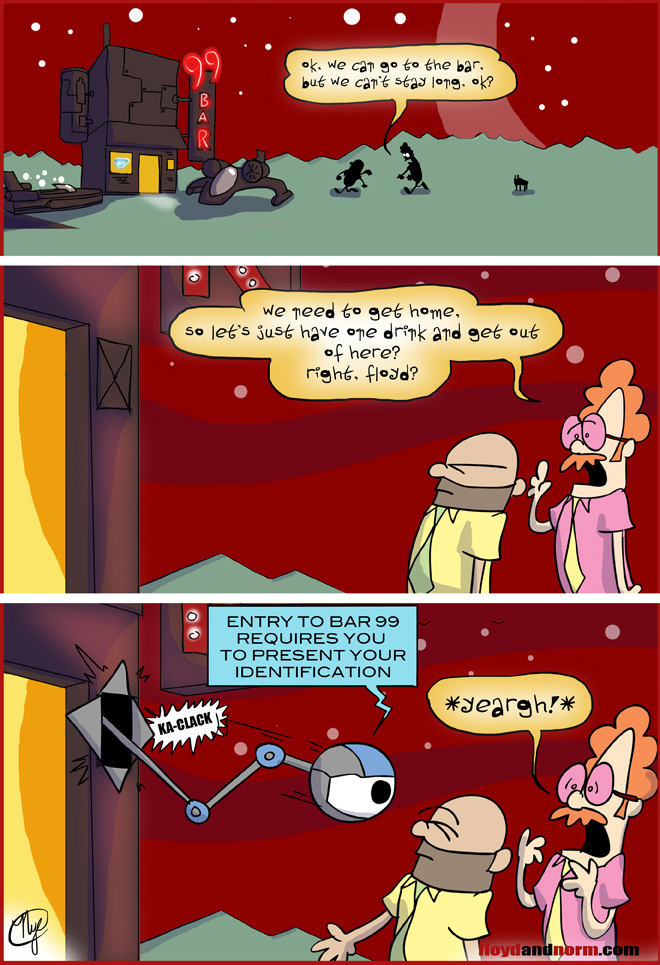 99
BAR
ok, we can go to the bar,
but we can't stay long, ok?
we need to get home,
so let's just have one drink and get out
of here?
right, floyd?
ENTRY TO BAR 99
REQUIRES YOU
TO PRESENT YOUR
IDENTIFICATION
KA-CLACK
*yeargh!*
Nye
floydandnorm.com